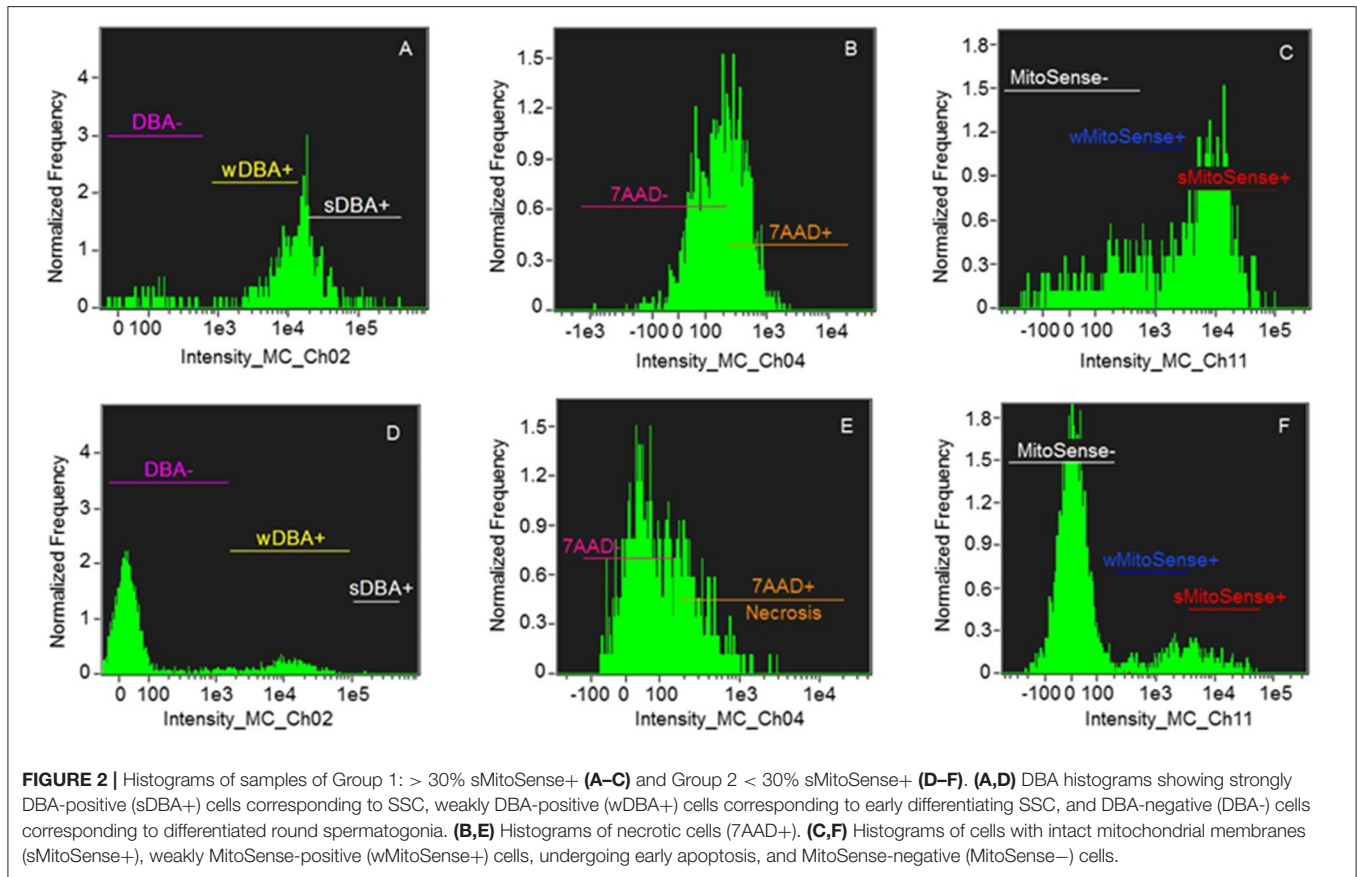 A
Normalized Frequency
4
3
2
1
0
DBA-
wDBA+
sDBA+
0 100 1e3 1e4 1e5
Intensity_MC_Ch02
B
Normalized Frequency
1.5
1.2
0.9
0.6
0.3
0
7AAD-
7AAD+
-1e3 -100 0 100 1e3 1e4
Intensity_MC_Ch04
C
Normalized Frequency
1.8
1.5
1.2
0.9
0.6
0.3
0
MitoSense-
wMitoSense+
sMitoSense+
-100 0 100 1e3 1e4 1e5
Intensity_MC_Ch11
D
Normalized Frequency
4
3
2
1
0
DBA-
wDBA+
sDBA+
0 100 1e3 1e4 1e5
Intensity_MC_Ch02
E
Normalized Frequency
1.5
1.2
0.9
0.6
0.3
0
7AAD-
7AAD+
Necrosis
-100 0 100 1e3 1e4
Intensity_MC_Ch04
F
Normalized Frequency
1.8
1.5
1.2
0.9
0.6
0.3
0
MitoSense-
wMitoSense+
sMitoSense+
-100 0 100 1e3 1e4 1e5
Intensity_MC_Ch11
FIGURE 2 | Histograms of samples of Group 1: > 30% sMitoSense+ (A–C) and Group 2 < 30% sMitoSense+ (D–F). (A,D) DBA histograms showing strongly
DBA-positive (sDBA+) cells corresponding to SSC, weakly DBA-positive (wDBA+) cells corresponding to early differentiating SSC, and DBA-negative (DBA-) cells
corresponding to differentiated round spermatogonia. (B,E) Histograms of necrotic cells (7AAD+). (C,F) Histograms of cells with intact mitochondrial membranes
(sMitoSense+), weakly MitoSense-positive (wMitoSense+) cells, undergoing early apoptosis, and MitoSense-negative (MitoSense−) cells.